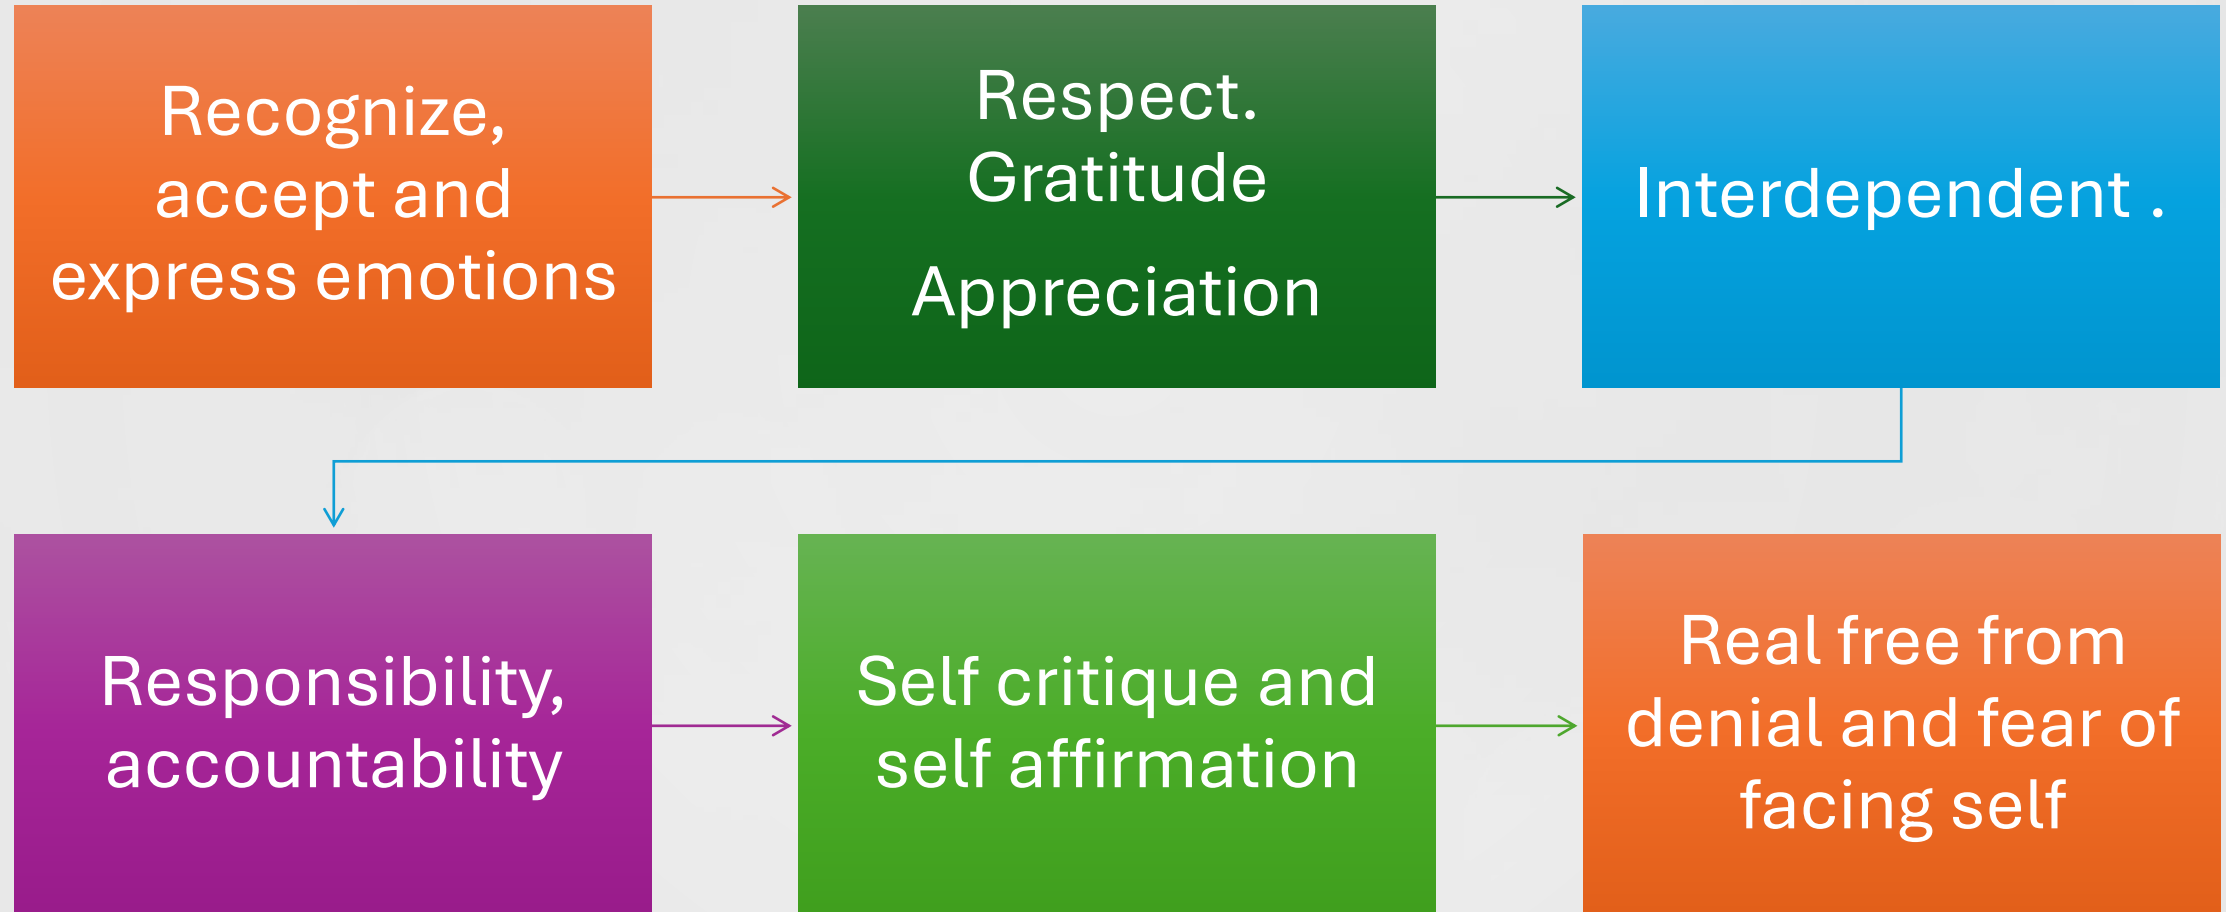 Recognize,
accept and
express emotions
Respect.
Gratitude
Appreciation
Interdependent .
Responsibility,
accountability
Self critique and
self affirmation
Real free from
denial and fear of
facing self